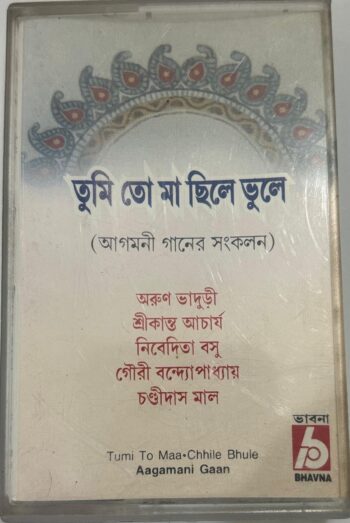 তুমি তো মা ছিলে ভুলে
(আগমনী গানের সংকলন)
অরুণ ভাদুড়ী
শ্রীকান্ত আচার্য
নিবেদিতা বসু
গৌরী বন্দ্যোপাধ্যায়
চণ্ডীদাস মাল
ভাবনা
BHAVNA
Tumi To Maa•Chhile Bhule
Aagamani Gaan